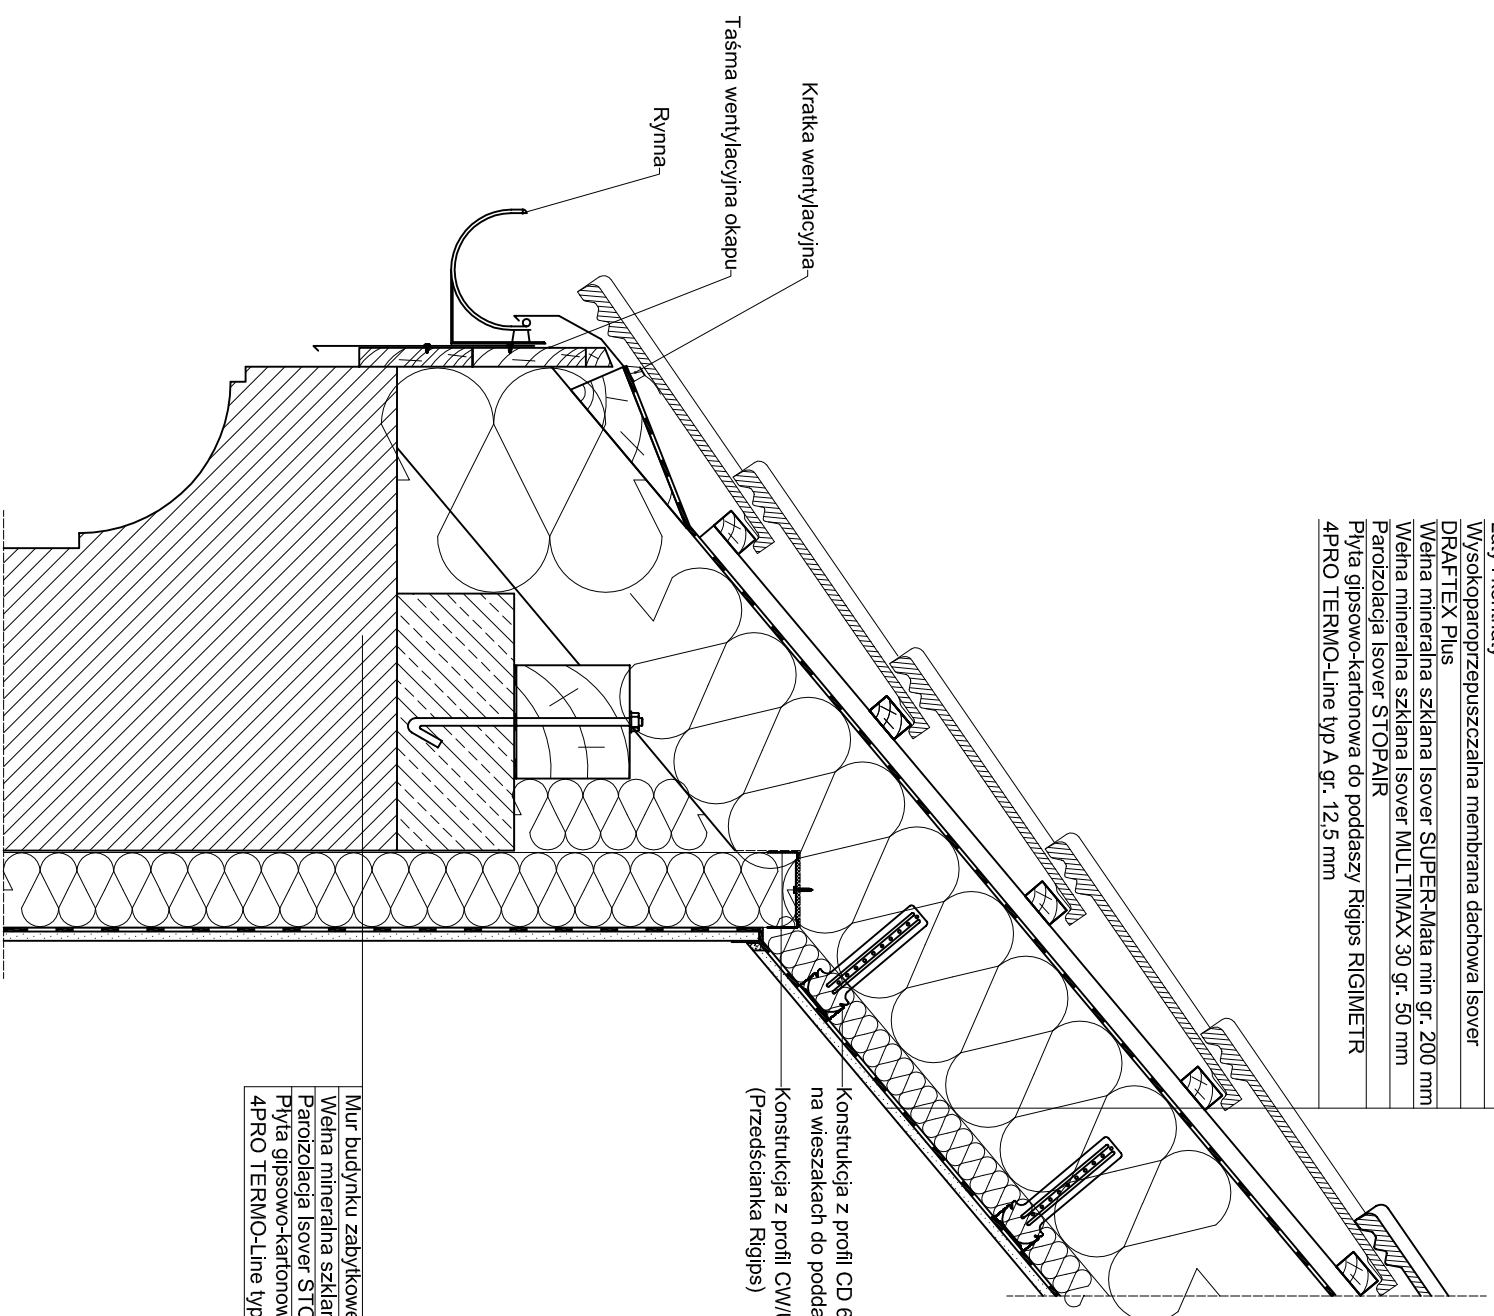 Wysokoparoprzepuszczalna membrana dachowa Isover
DRAFTEX Plus
Wełna mineralna szklana Isover SUPER-Mata min gr. 200 mm
Wełna mineralna szklana Isover MULTIMAX 30 gr. 50 mm
Paroizolacja Isover STOPAIR
Płyta gipsowo-kartonowa do poddaszy Rigips RIGIMETR
4PRO TERMO-Line typ A gr. 12,5 mm
Kratka wentylacyjna
Taśma wentylacyjna okapu
Rynna
Konstrukcja z profil CD 6
na wieszakach do podda
Konstrukcja z profil CW/
(Przedścianka Rigips)
Mur budynku zabytkowe
Wełna mineralna szklan
Paroizolacja Isover STO
Płyta gipsowo-kartonow
4PRO TERMO-Line typ